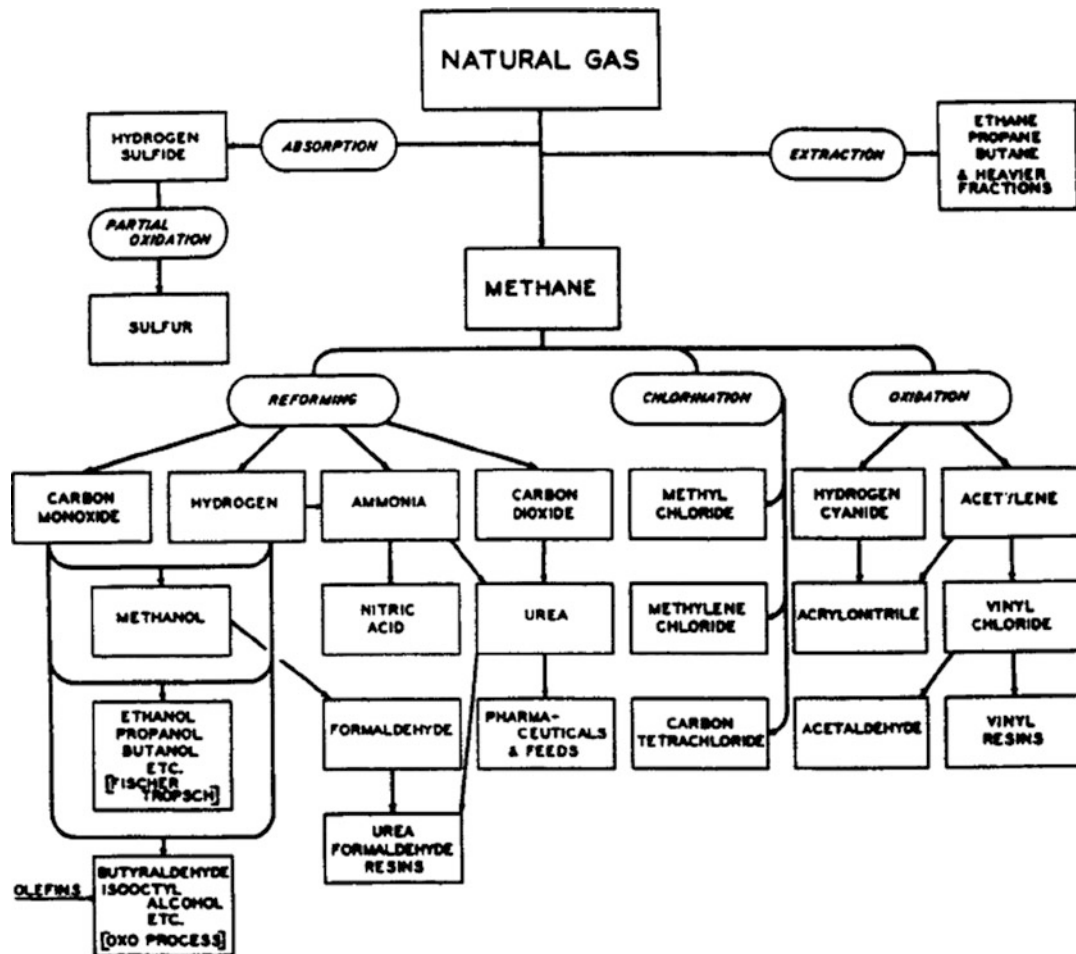 NATURAL GAS
HYDROGEN
SULFIDE
ABSORPTION
EXTRACTION
ETHANE
PROPANE
BUTANE
& HEAVIER
FRACTIONS
PARTIAL
OXIDATION
SULFUR
METHANE
REFORMING
CHLORINATION
OXIDATION
CARBON
MONOXIDE
HYDROGEN
AMMONIA
CARBON
DIOXIDE
METHYL
CHLORIDE
HYDROGEN
CYANIDE
ACETYLENE
METHANOL
NITRIC
ACID
UREA
METHYLENE
CHLORIDE
ACRYLONITRILE
VINYL
CHLORIDE
ETHANOL
PROPANOL
BUTANOL
ETC.
[FISCHER
TROPSCH]
FORMALDEHYDE
PHARMA-
CEUTICALS
& FEEDS
CARBON
TETRACHLORIDE
ACETALDEHYDE
VINYL
RESINS
UREA
FORMALDEHYDE
RESINS
OLEFINS
BUTYRALDEHYDE
ISOOCTYL
ALCOHOL
ETC.
[OXO PROCESS]